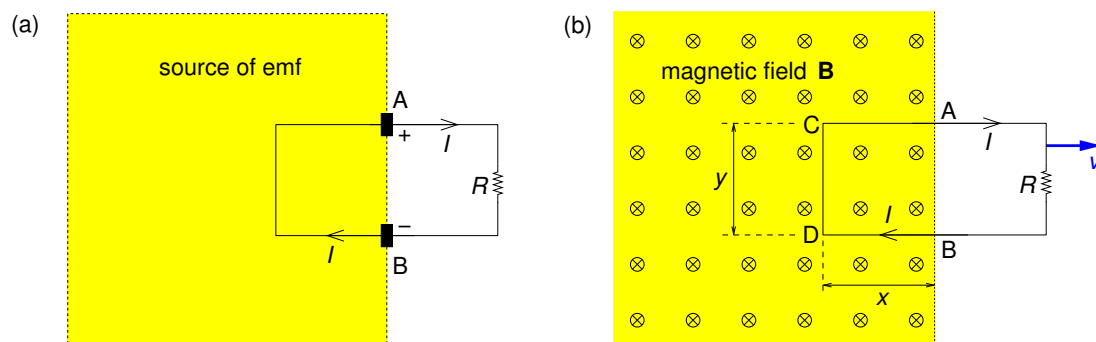 (a)
source of emf
A
+
I
R
−
I
B
(b)
magnetic field B
C
A
I
v
y
R
I
D
B
x